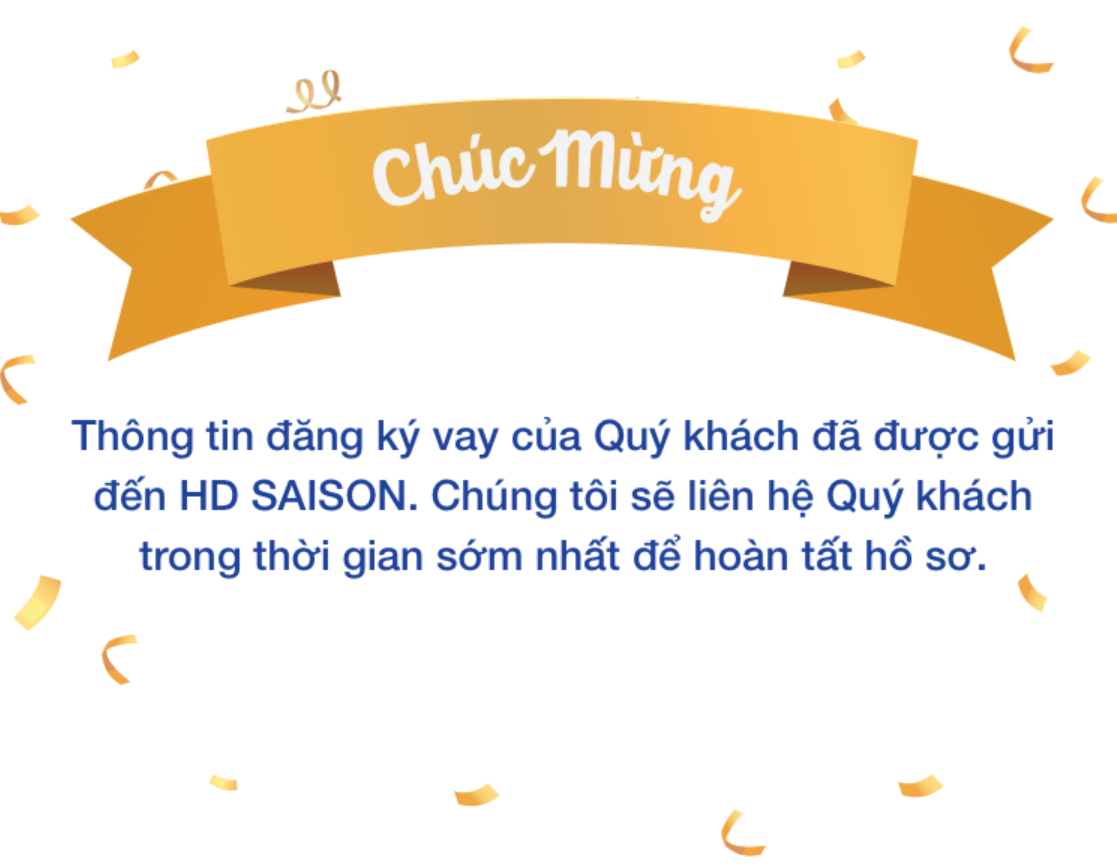 Chúc Mừng
Thông tin đăng ký vay của Quý khách đã được gửi
đến HD SAISON. Chúng tôi sẽ liên hệ Quý khách
trong thời gian sớm nhất để hoàn tất hồ sơ.